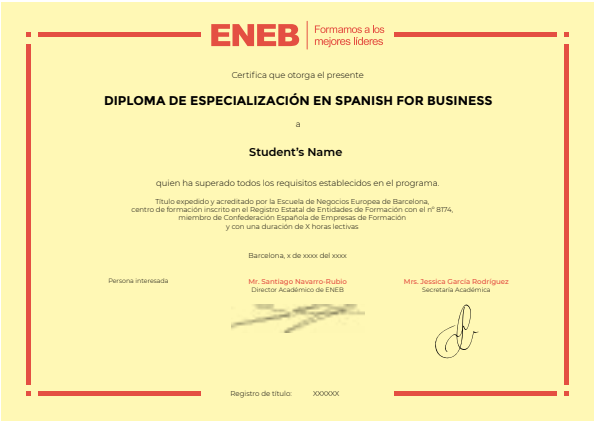 ENEB
Formamos a los
mejores líderes
Certifica que otorga el presente
DIPLOMA DE ESPECIALIZACIÓN EN SPANISH FOR BUSINESS
a
Student's Name
quien ha superado todos los requisitos establecidos en el programa.
Título expedido y acreditado por la Escuela de Negocios Europea de Barcelona,
centro de formación inscrito en el Registro Estatal de Entidades de Formación con el nº 8174,
miembro de Confederación Española de Empresas de Formación
y con una duración de X horas lectivas
Barcelona, x de xxxx del xxxx
Persona interesada
Mr. Santiago Navarro-Rubio
Director Académico de ENEB
Mrs. Jessica García Rodríguez
Secretaría Académica
Registro de título: XXXXXX